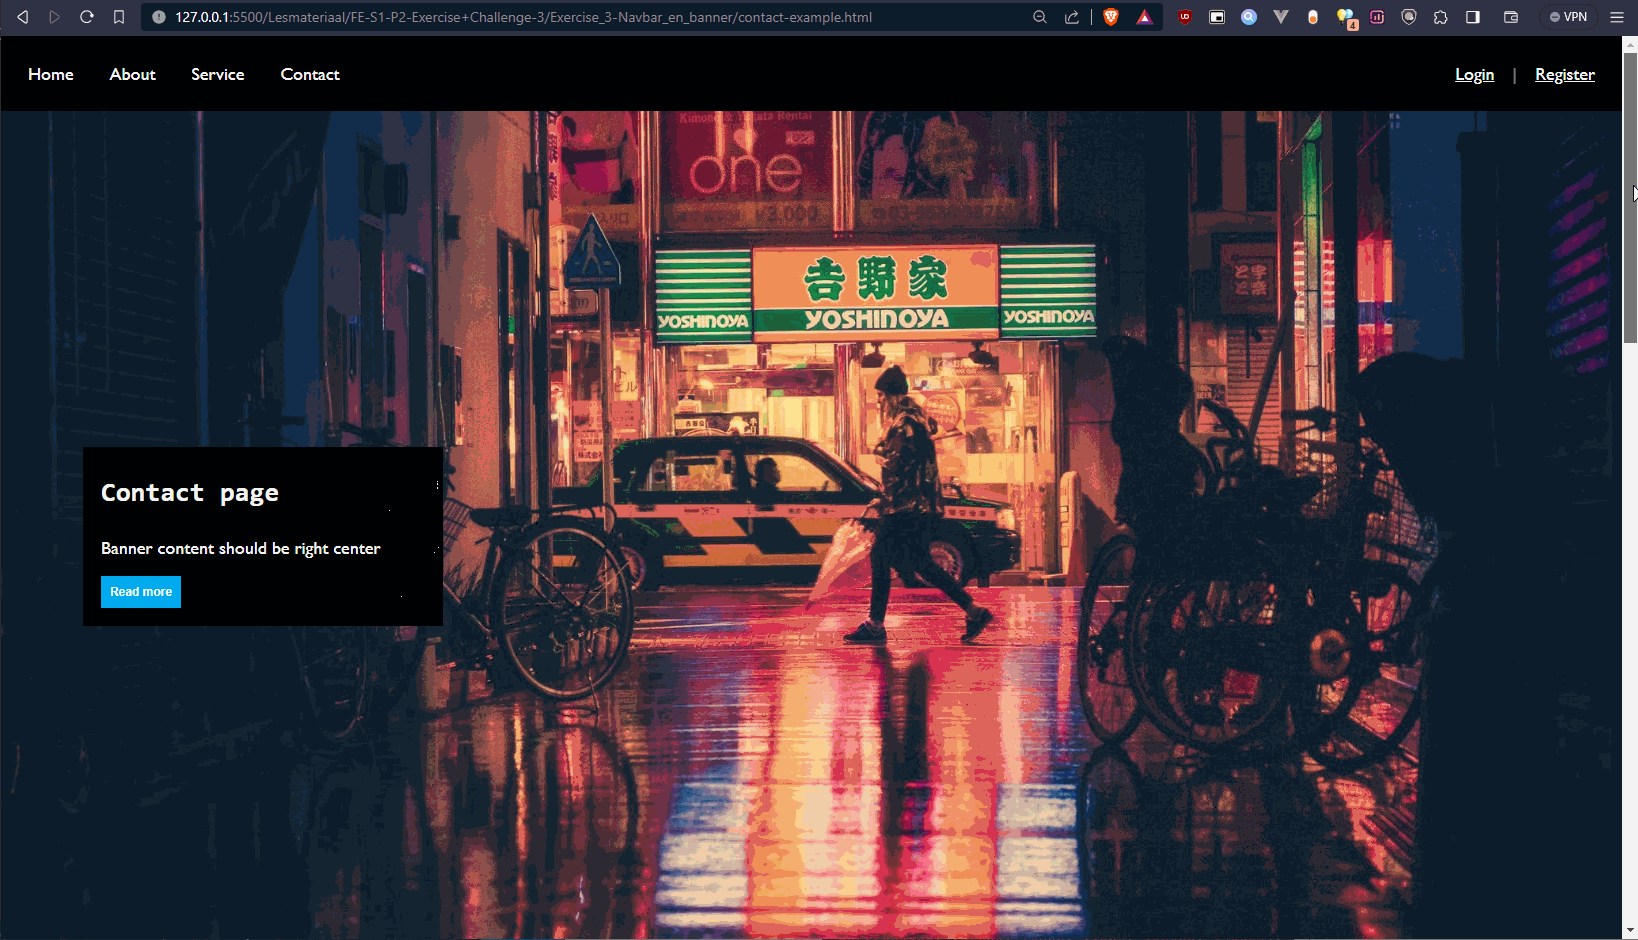 127.0.0.1:5500/Lesmateriaal/FE-S1-P2-Exercise+Challenge-3/Exercise_3-Navbar_en_banner/contact-example.html
VPN
4
Home About Service Contact
Login | Register
Kimono & Yukata Rental
one
吉野家
YOSHINOYA YOSHINOYA YOSHINOYA
Contact page
Banner content should be right center
Read more